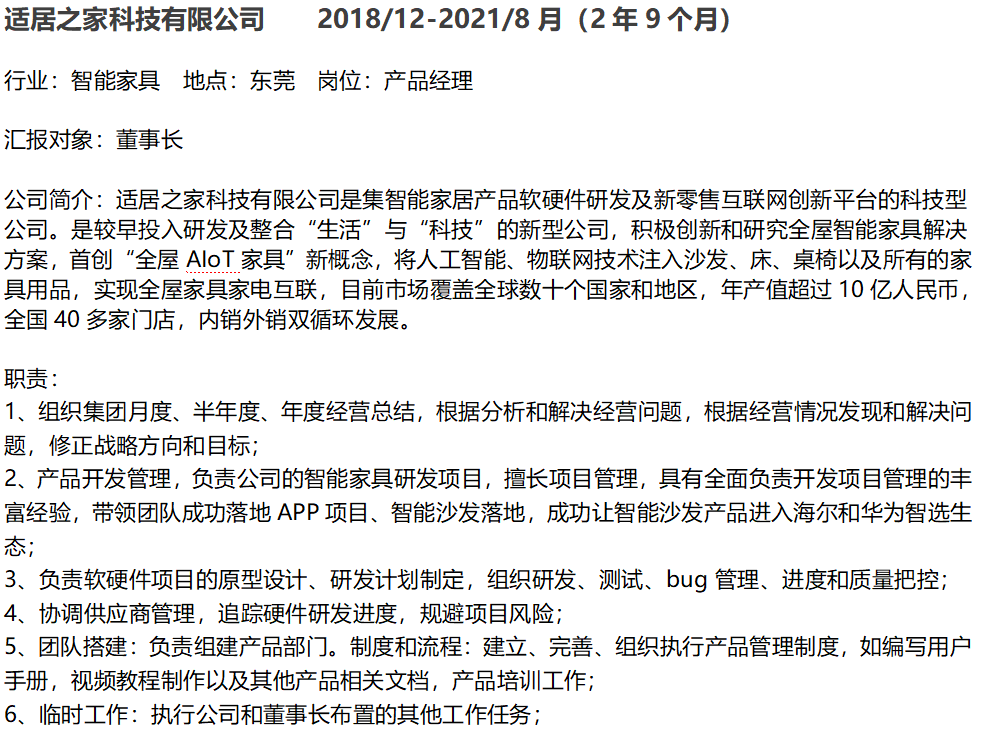 适居之家科技有限公司 2018/12-2021/8 月（2 年 9 个月）
行业：智能家具 地点：东莞 岗位：产品经理
汇报对象：董事长
公司简介：适居之家科技有限公司是集智能家居产品软硬件研发及新零售互联网创新平台的科技型
公司。是较早投入研发及整合“生活”与“科技”的新型公司，积极创新和研究全屋智能家具解决
方案，首创“全屋 AIoT 家具”新概念，将人工智能、物联网技术注入沙发、床、桌椅以及所有的家
具用品，实现全屋家具家电互联，目前市场覆盖全球数十个国家和地区，年产值超过 10 亿人民币，
全国 40 多家门店，内销外销双循环发展。
职责：
1、组织集团月度、半年度、年度经营总结，根据分析和解决经营问题，根据经营情况发现和解决问
题，修正战略方向和目标；
2、产品开发管理，负责公司的智能家具研发项目，擅长项目管理，具有全面负责开发项目管理的丰
富经验，带领团队成功落地 APP 项目、智能沙发落地，成功让智能沙发产品进入海尔和华为智选生
态；
3、负责软硬件项目的原型设计、研发计划制定，组织研发、测试、bug 管理、进度和质量把控；
4、协调供应商管理，追踪硬件研发进度，规避项目风险；
5、团队搭建：负责组建产品部门。制度和流程：建立、完善、组织执行产品管理制度，如编写用户
手册，视频教程制作以及其他产品相关文档，产品培训工作；
6、临时工作：执行公司和董事长布置的其他工作任务；